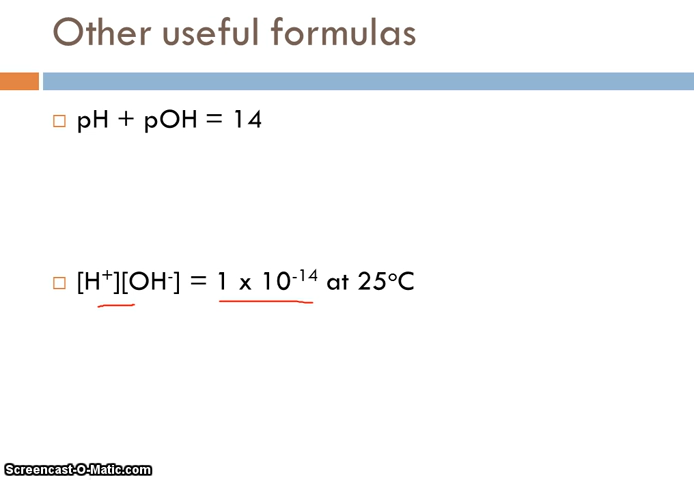 Other useful formulas
pH + pOH = 14
[H⁺][OH⁻] = 1 x 10⁻¹⁴ at 25°C
Screencast-O-Matic.com